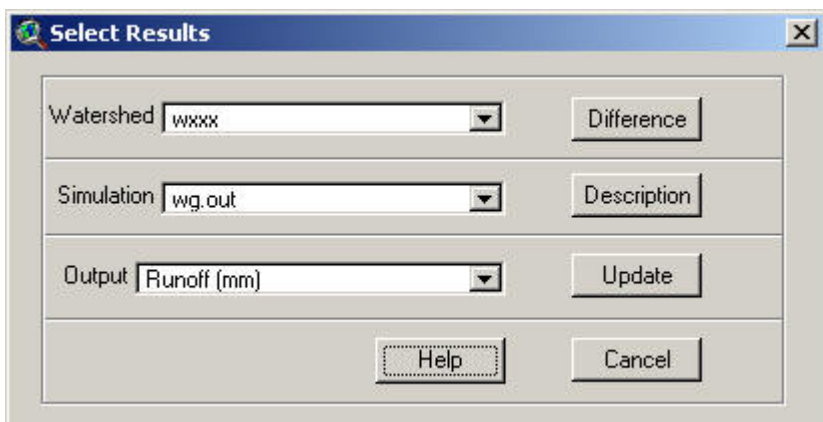 Select Results
Watershed wxxx Difference
Simulation wg.out Description
Output Runoff (mm) Update
Help Cancel